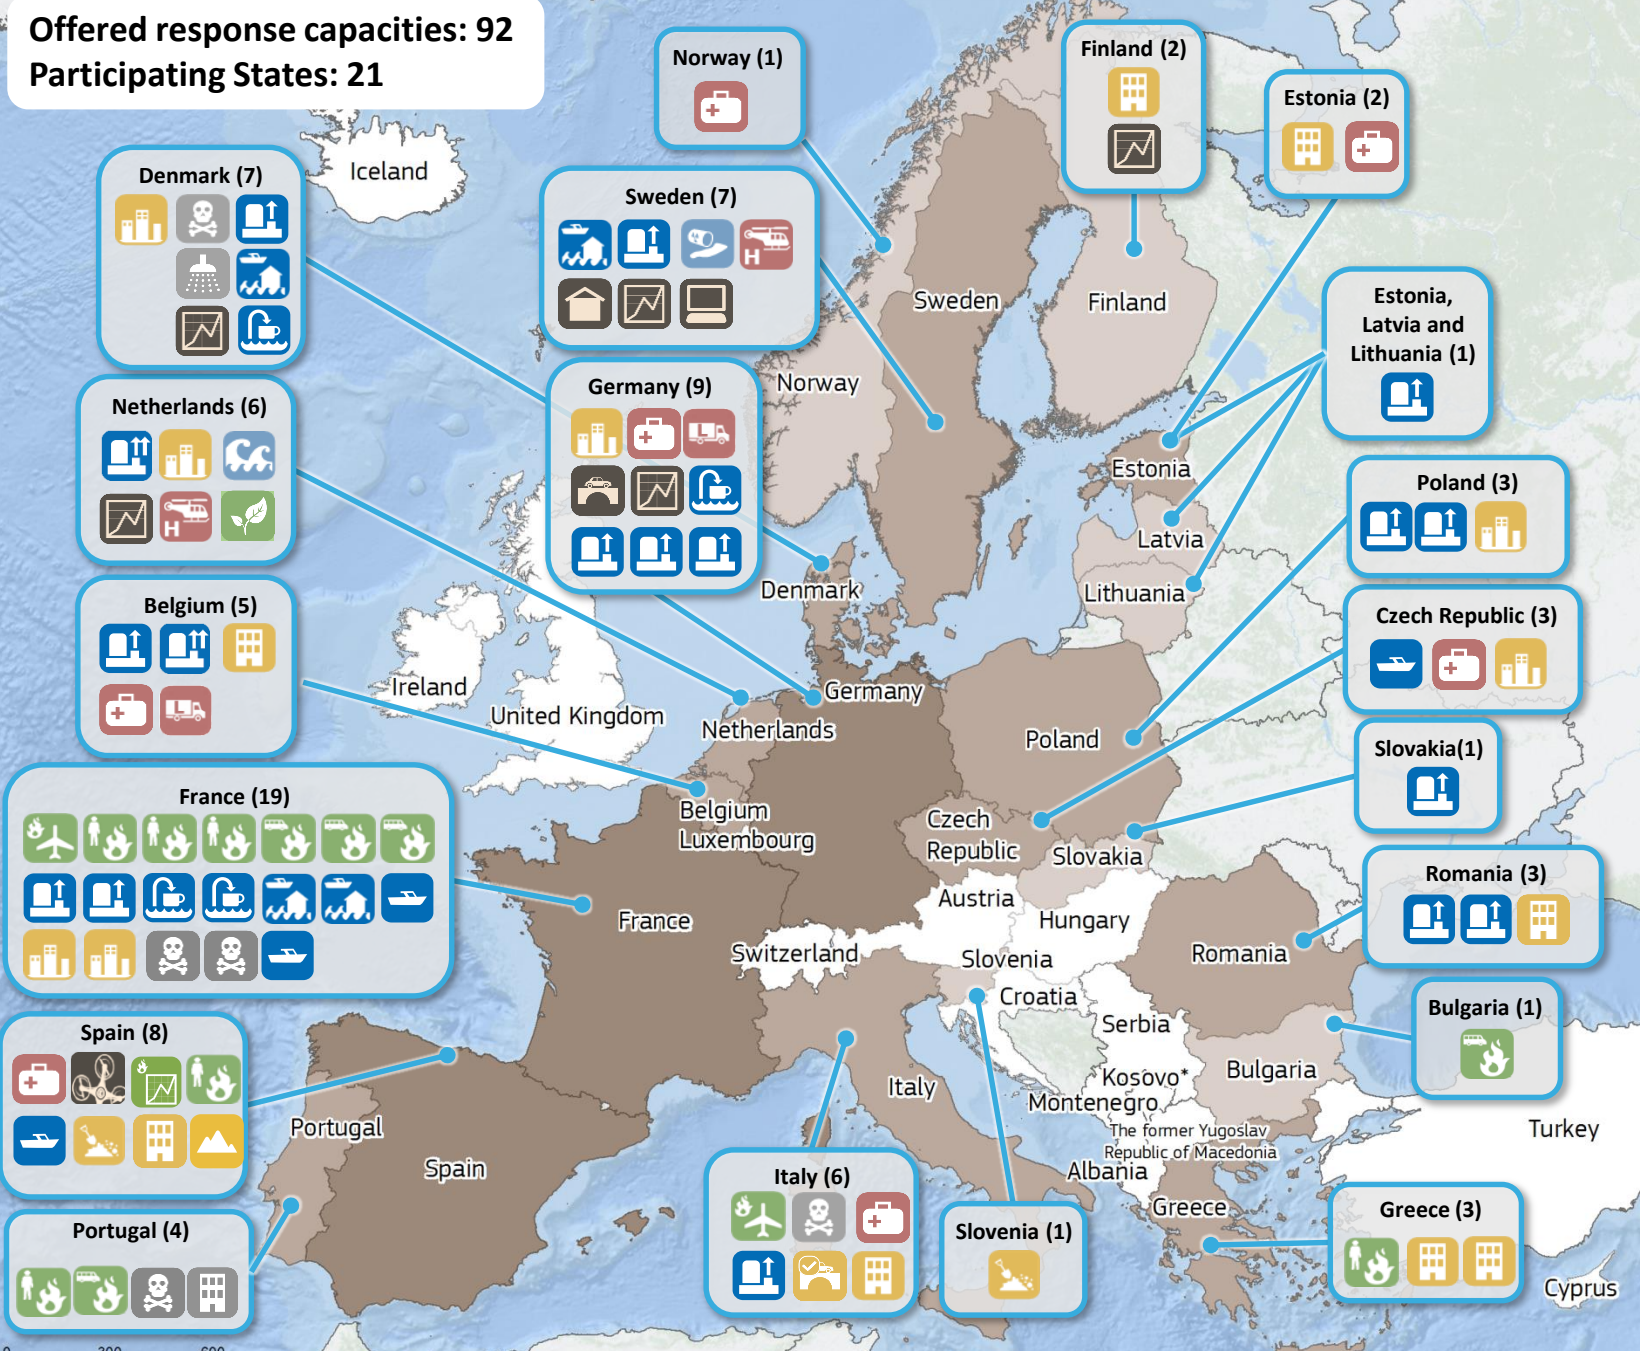 Offered response capacities: 92
Participating States: 21
Norway (1)
Finland (2)
Estonia (2)
Iceland
Denmark (7)
Sweden (7)
H
Estonia,
Latvia and
Lithuania (1)
Sweden
Finland
Norway
Netherlands (6)
H
Germany (9)
L
Estonia
Poland (3)
Latvia
Denmark
Lithuania
Belgium (5)
L
Czech Republic (3)
Ireland
United Kingdom
Germany
Netherlands
Poland
Slovakia(1)
France (19)
Belgium
Luxembourg
Czech
Republic
Slovakia
Romania (3)
Austria
Hungary
France
Switzerland
Slovenia
Romania
Croatia
Serbia
Bulgaria (1)
Spain (8)
Kosovo*
Montenegro
Bulgaria
Italy
Portugal
The former Yugoslav
Republic of Macedonia
Albania
Turkey
Spain
Italy (6)
Greece
Greece (3)
Portugal (4)
Slovenia (1)
Cyprus
0 300 600